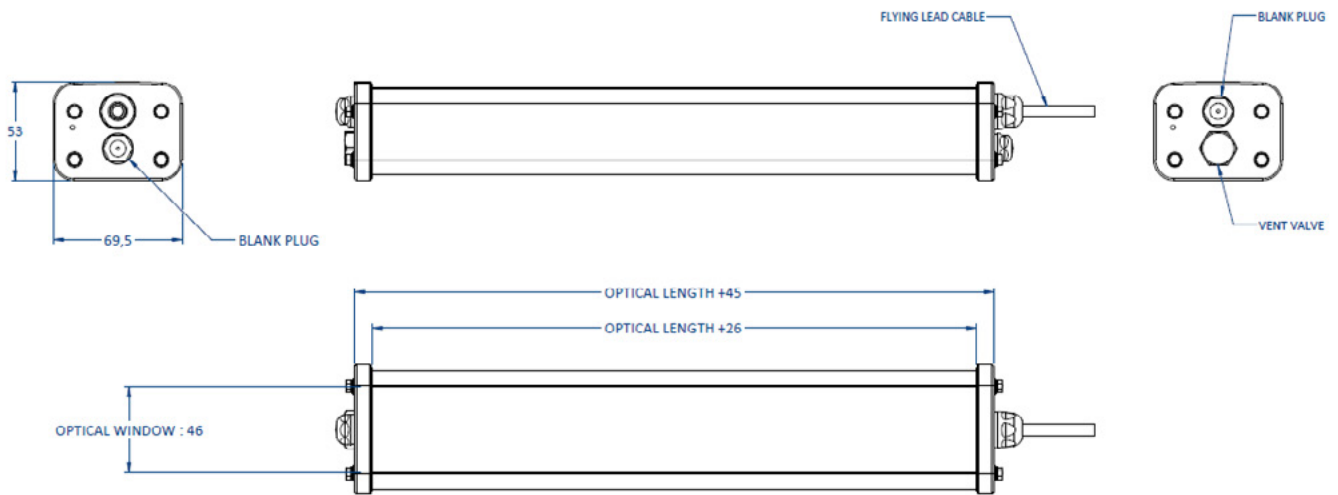 FLYING LEAD CABLE
BLANK PLUG
53
69,5
BLANK PLUG
VENT VALVE
OPTICAL LENGTH +45
OPTICAL LENGTH +26
OPTICAL WINDOW : 46